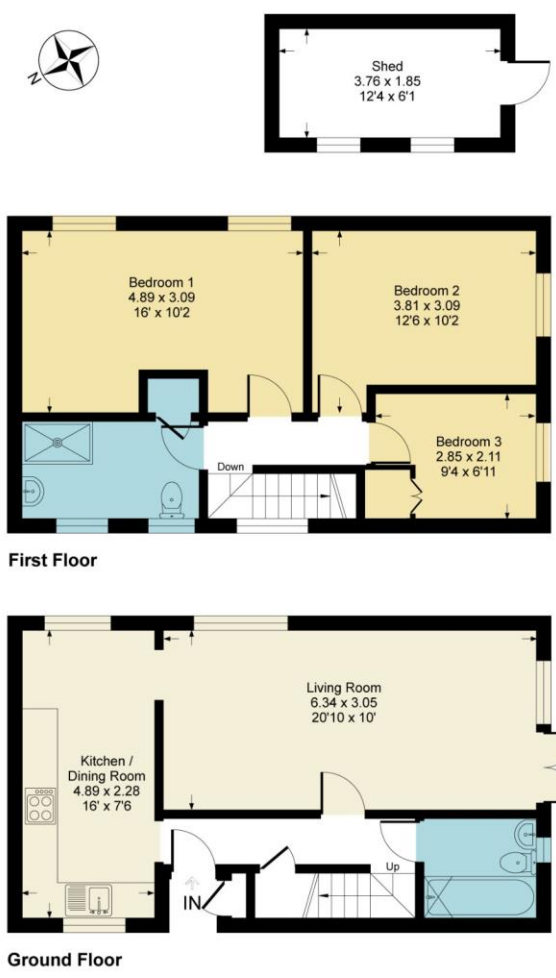 N
Shed
3.76 x 1.85
12'4 x 6'1
Bedroom 1
4.89 x 3.09
16' x 10'2
Bedroom 2
3.81 x 3.09
12'6 x 10'2
Bedroom 3
2.85 x 2.11
9'4 x 6'11
Down
First Floor
Living Room
6.34 x 3.05
20'10 x 10'
Kitchen /
Dining Room
4.89 x 2.28
16' x 7'6
Up
IN
Ground Floor